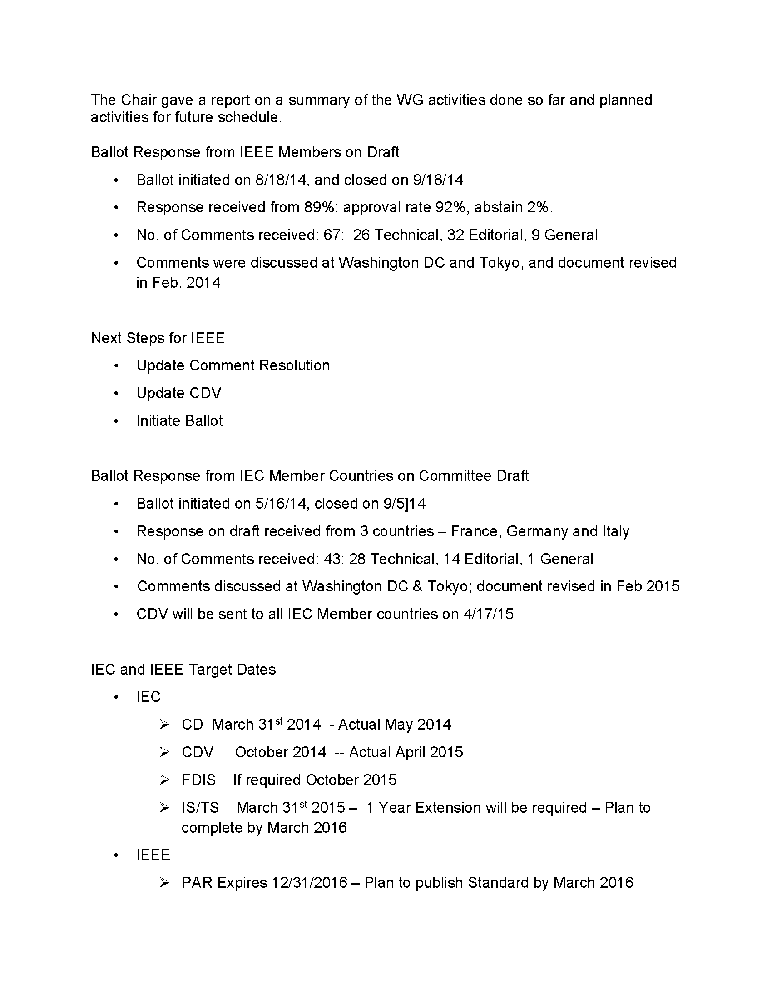 The Chair gave a report on a summary of the WG activities done so far and planned
activities for future schedule.
Ballot Response from IEEE Members on Draft
• Ballot initiated on 8/18/14, and closed on 9/18/14
• Response received from 89%: approval rate 92%, abstain 2%.
• No. of Comments received: 67:  26 Technical, 32 Editorial, 9 General
• Comments were discussed at Washington DC and Tokyo, and document revised
in Feb. 2014
Next Steps for IEEE
• Update Comment Resolution
• Update CDV
• Initiate Ballot
Ballot Response from IEC Member Countries on Committee Draft
• Ballot initiated on 5/16/14, closed on 9/5]14
• Response on draft received from 3 countries – France, Germany and Italy
• No. of Comments received: 43: 28 Technical, 14 Editorial, 1 General
• Comments discussed at Washington DC & Tokyo; document revised in Feb 2015
• CDV will be sent to all IEC Member countries on 4/17/15
IEC and IEEE Target Dates
• IEC
➢ CD  March 31st 2014  - Actual May 2014
➢ CDV    October 2014  -- Actual April 2015
➢ FDIS    If required October 2015
➢ IS/TS    March 31st 2015 –  1 Year Extension will be required – Plan to
complete by March 2016
• IEEE
➢ PAR Expires 12/31/2016 – Plan to publish Standard by March 2016